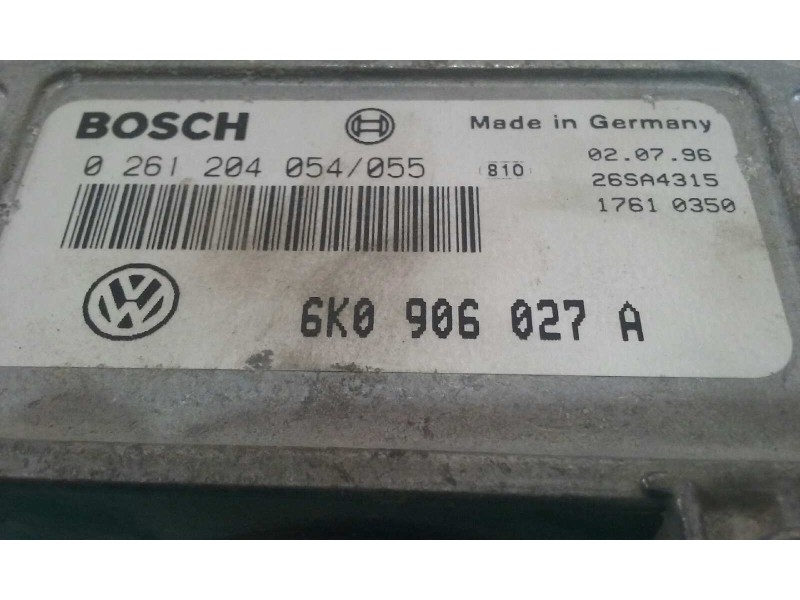 BOSCH Made in Germany
0 261 204 054/055 810 02.07.96
26SA4315
1761 0350
6K0 906 027 A